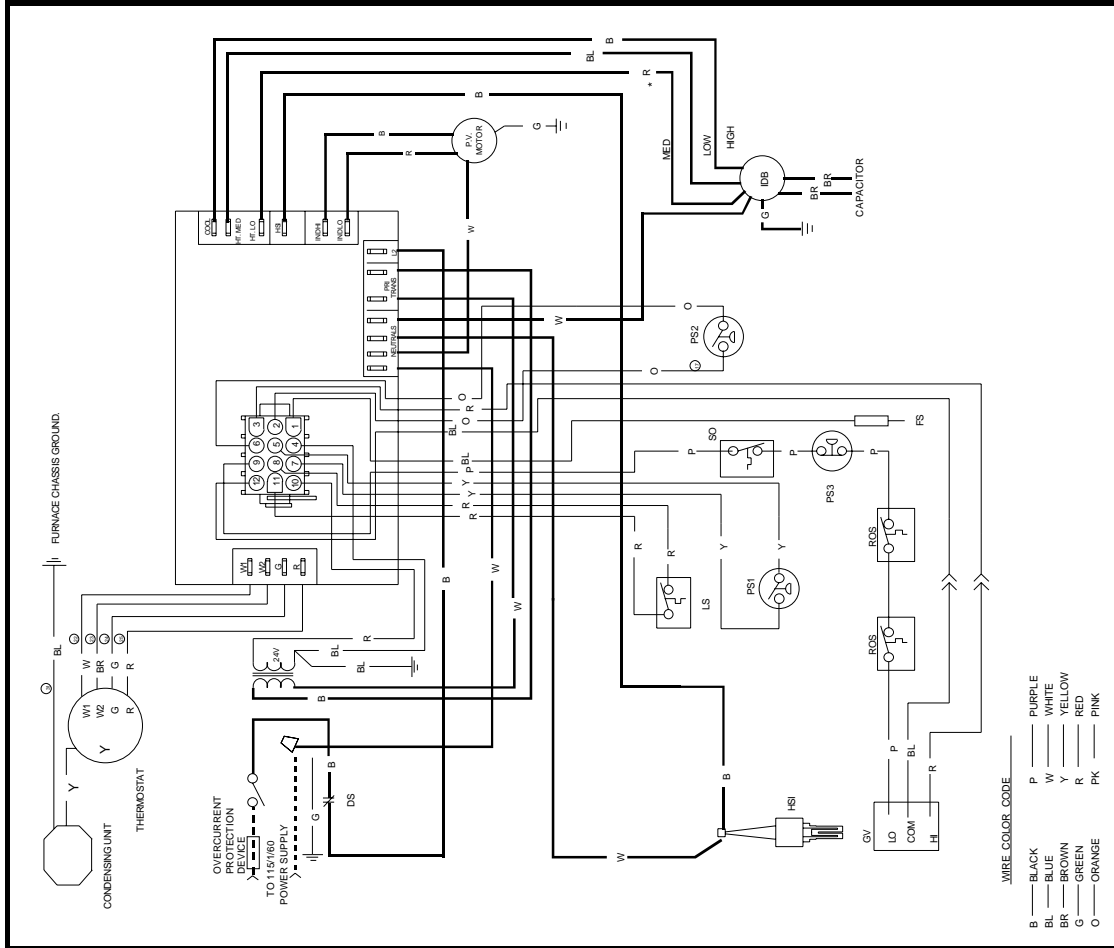 FURNACE CHASSIS GROUND.
BL
CONDENSING UNIT
Y
THERMOSTAT
Y
W1
W2
G
R
W
BR
G
R
W1
W2
G
R
OVERCURRENT
PROTECTION
DEVICE
TO 115/1/60
POWER SUPPLY
G
B
DS
B
24V
BL
BL
R
12
9
6
3
11
8
5
2
10
7
4
1
COOL
HT. MED
HT. LO
HSI
INDHI
INDLO
L2
PRI
TRANS
NEUTRALS
B
BL
R
*
B
B
R
P.V.
MOTOR
G
W
MED
LOW
HIGH
IDB
G
BR
BR
CAPACITOR
B
W
W
W
O
R
O
BL
BL
P
Y
Y
R
R
O
O
PS2
17
FS
SO
P
P
P
PS3
R
R
LS
Y
Y
PS1
ROS
ROS
B
W
HSI
GV
LO
COM
HI
P
BL
R
WIRE COLOR CODE
B BLACK P PURPLE
BL BLUE W WHITE
BR BROWN Y YELLOW
G GREEN R RED
O ORANGE PK PINK